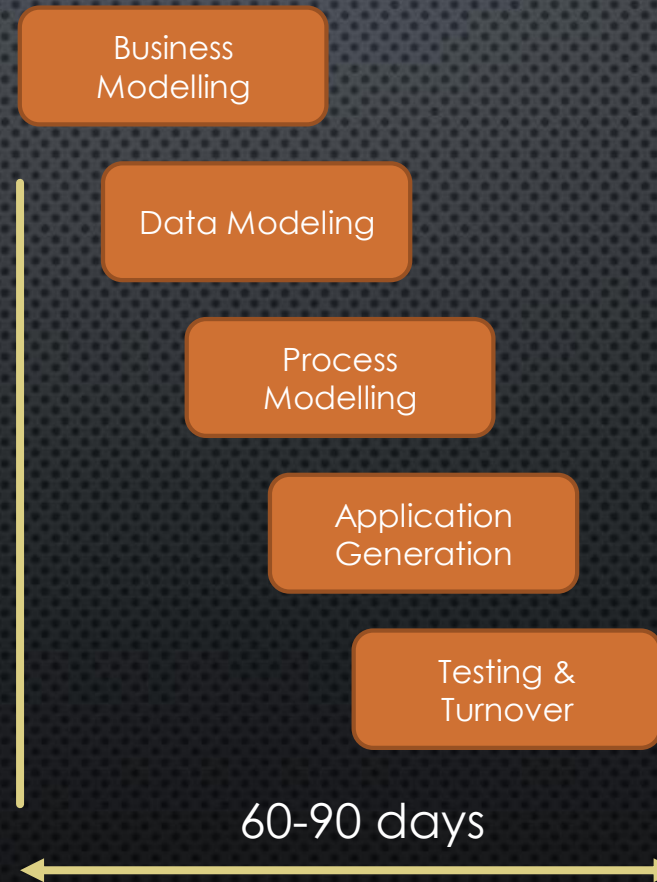 Business
Modelling
Data Modeling
Process
Modelling
Application
Generation
Testing &
Turnover
60-90 days